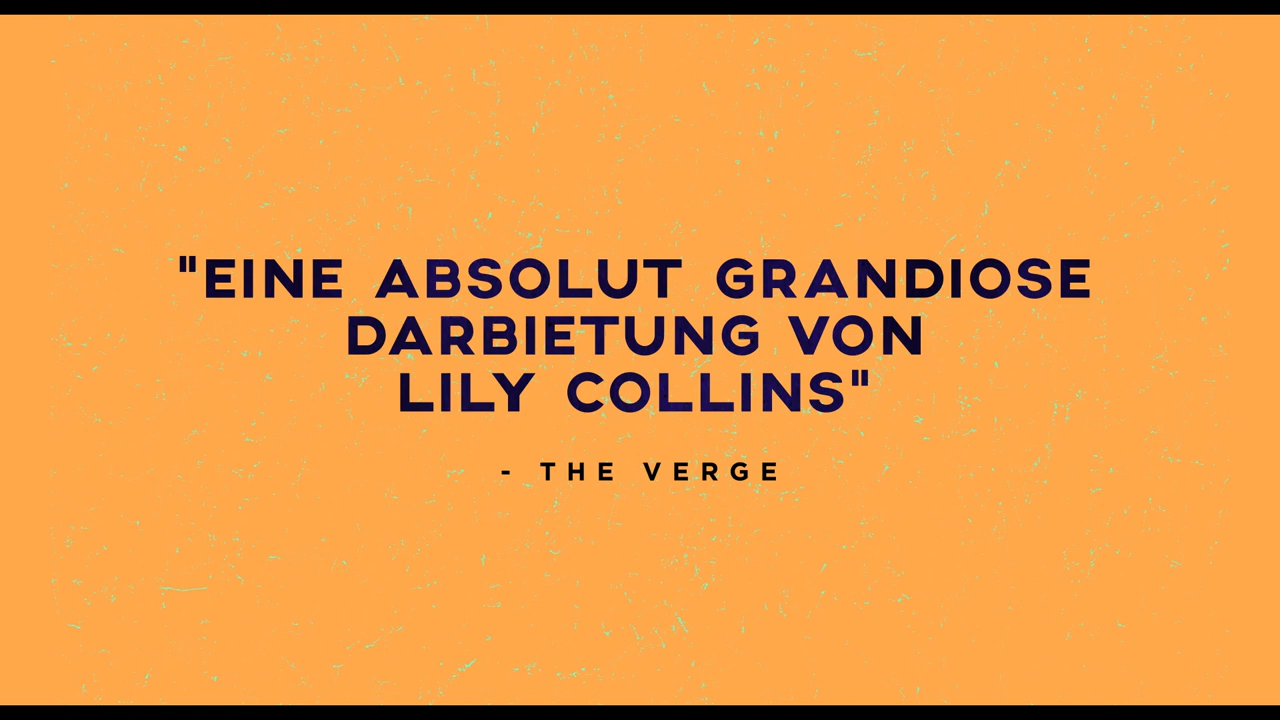 "EINE ABSOLUT GRANDIOSE
DARBIETUNG VON
LILY COLLINS"
- THE VERGE